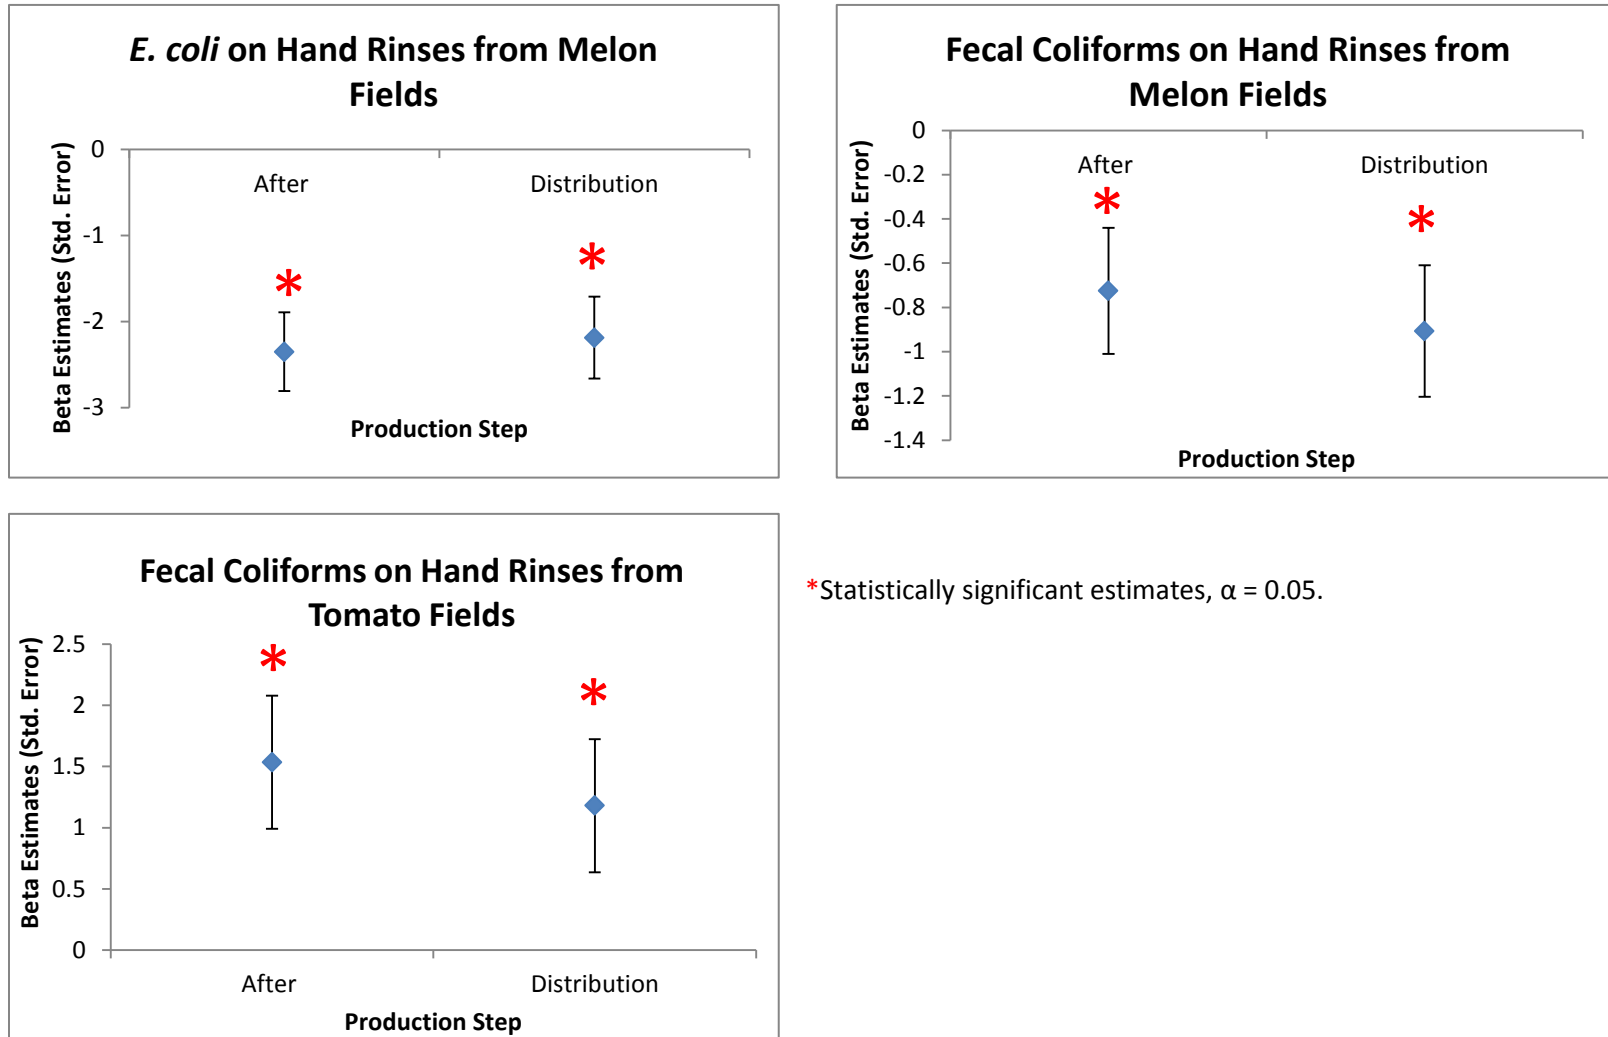 E. coli on Hand Rinses from Melon
Fields
Beta Estimates (Std. Error)
0
-1
-2
-3
After
Distribution
*
*
Production Step
Fecal Coliforms on Hand Rinses from
Melon Fields
Beta Estimates (Std. Error)
0
-0.2
-0.4
-0.6
-0.8
-1
-1.2
-1.4
After
Distribution
*
*
Production Step
Fecal Coliforms on Hand Rinses from
Tomato Fields
Beta Estimates (Std. Error)
2.5
2
1.5
1
0.5
0
*
*
After
Distribution
Production Step
*Statistically significant estimates, α = 0.05.